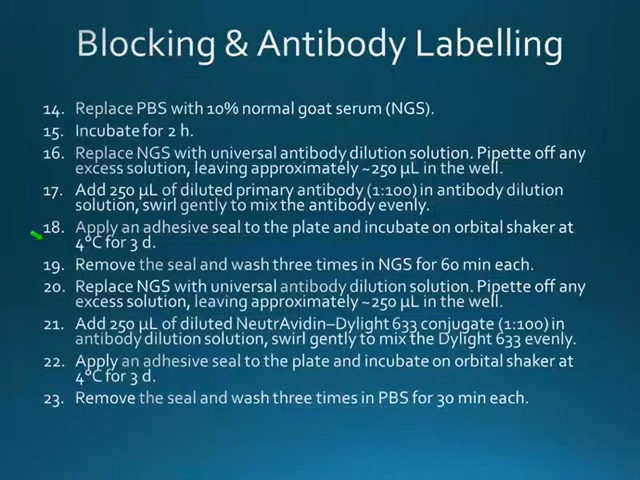 Blocking & Antibody Labelling
14. Replace PBS with 10% normal goat serum (NGS).
15. Incubate for 2 h.
16. Replace NGS with universal antibody dilution solution. Pipette off any
excess solution, leaving approximately ~250 µL in the well.
17. Add 250 µL of diluted primary antibody (1:100) in antibody dilution
solution, swirl gently to mix the antibody evenly.
18. Apply an adhesive seal to the plate and incubate on orbital shaker at
4°C for 3 d.
19. Remove the seal and wash three times in NGS for 60 min each.
20. Replace NGS with universal antibody dilution solution. Pipette off any
excess solution, leaving approximately ~250 µL in the well.
21. Add 250 µL of diluted NeutrAvidin–Dylight 633 conjugate (1:100) in
antibody dilution solution, swirl gently to mix the Dylight 633 evenly.
22. Apply an adhesive seal to the plate and incubate on orbital shaker at
4°C for 3 d.
23. Remove the seal and wash three times in PBS for 30 min each.